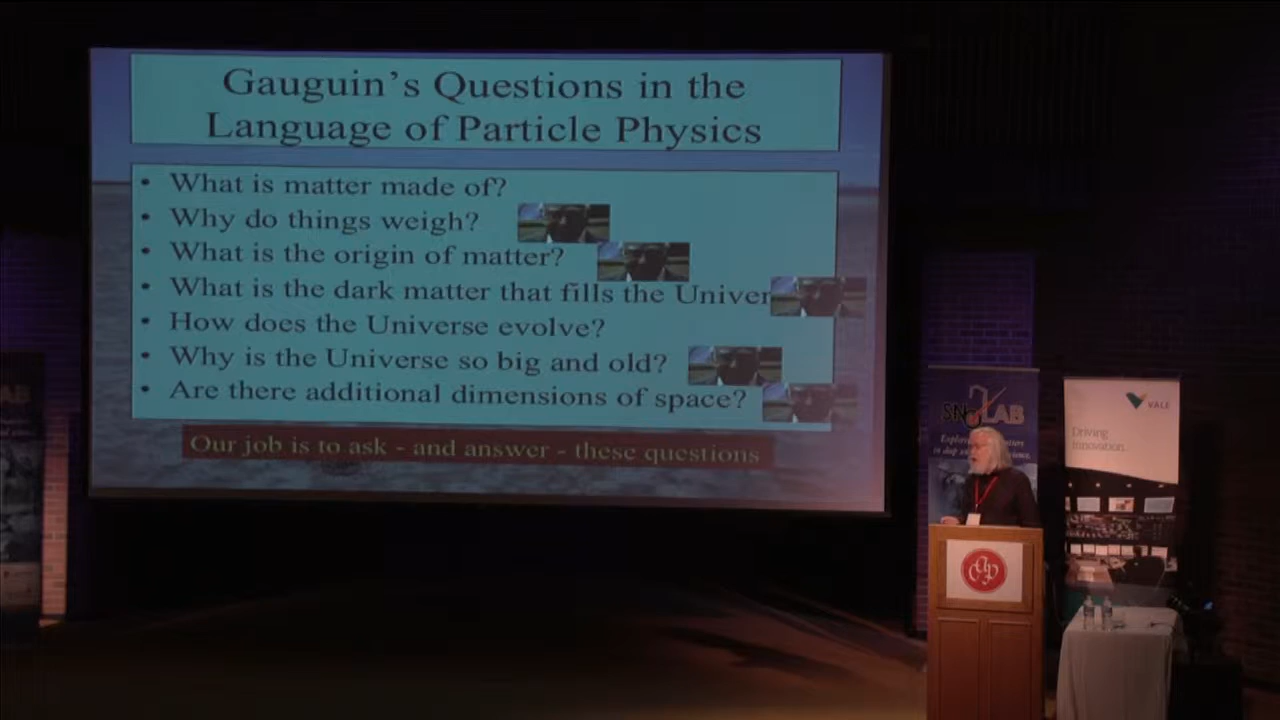 Gauguin's Questions in the
Language of Particle Physics
• What is matter made of?
• Why do things weigh?
• What is the origin of matter?
• What is the dark matter that fills the Univer
• How does the Universe evolve?
• Why is the Universe so big and old?
• Are there additional dimensions of space?
Our job is to ask - and answer - these questions
SNOLAB
VALE
Driving
Innovation